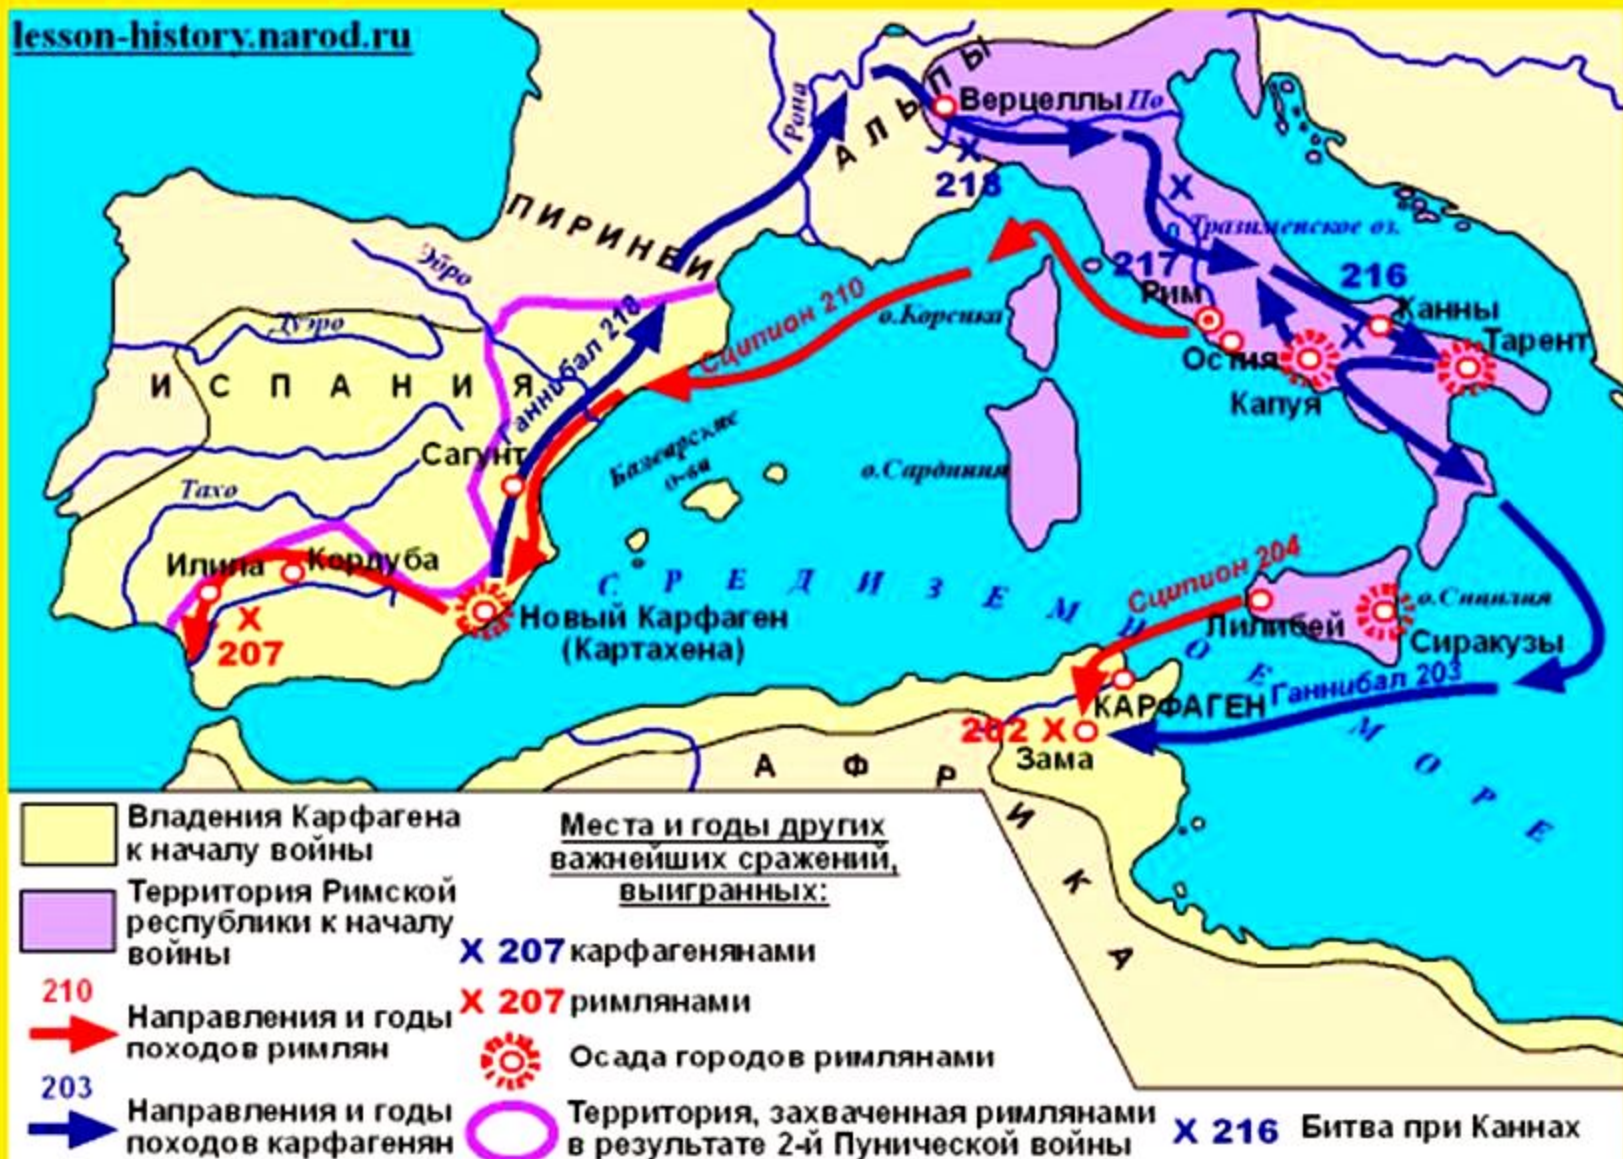 lesson-history.narod.ru
Рона
АЛЬПЫ
Верцеллы
По
X
218
ПИРИНЕИ
X
Тразименское оз.
217
216
Эбро
Рим
Канны
Дуэро
Ганнибал 218
Сципион 210
о.Корсика
X
Тарент
Остия
ИСПАНИЯ
Капуя
Сагунт
Балеарские
о-ва
о.Сардиния
Тахо
Илипа
Кордуба
СРЕДИЗЕМНОЕ МОРЕ
Сципион 204
X
207
Новый Карфаген
(Картахена)
Лилибей
о.Сицилия
Сиракузы
КАРФАГЕН
Ганнибал 203
202 X
Зама
АФРИКА
Владения Карфагена
к началу войны
Территория Римской
республики к началу
войны
210
Направления и годы
походов римлян
203
Направления и годы
походов карфагенян
Места и годы других
важнейших сражений,
выигранных:
X 207 карфагенянами
X 207 римлянами
Осада городов римлянами
Территория, захваченная римлянами
в результате 2-й Пунической войны
X 216 Битва при Каннах